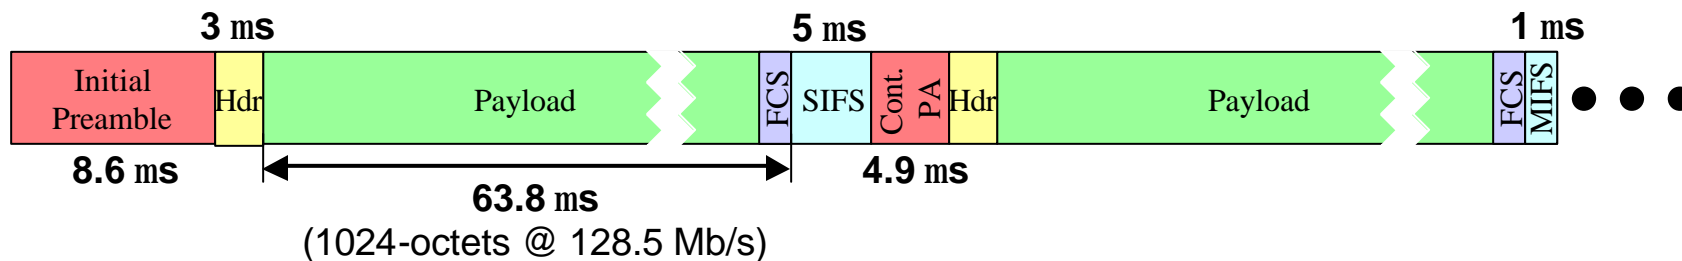 3 ms
5 ms
1 ms
Initial
Preamble
Hdr
Payload
FCS
SIFS
Cont.
PA
Hdr
Payload
FCS
MIFS
8.6 ms
63.8 ms
4.9 ms
(1024-octets @ 128.5 Mb/s)